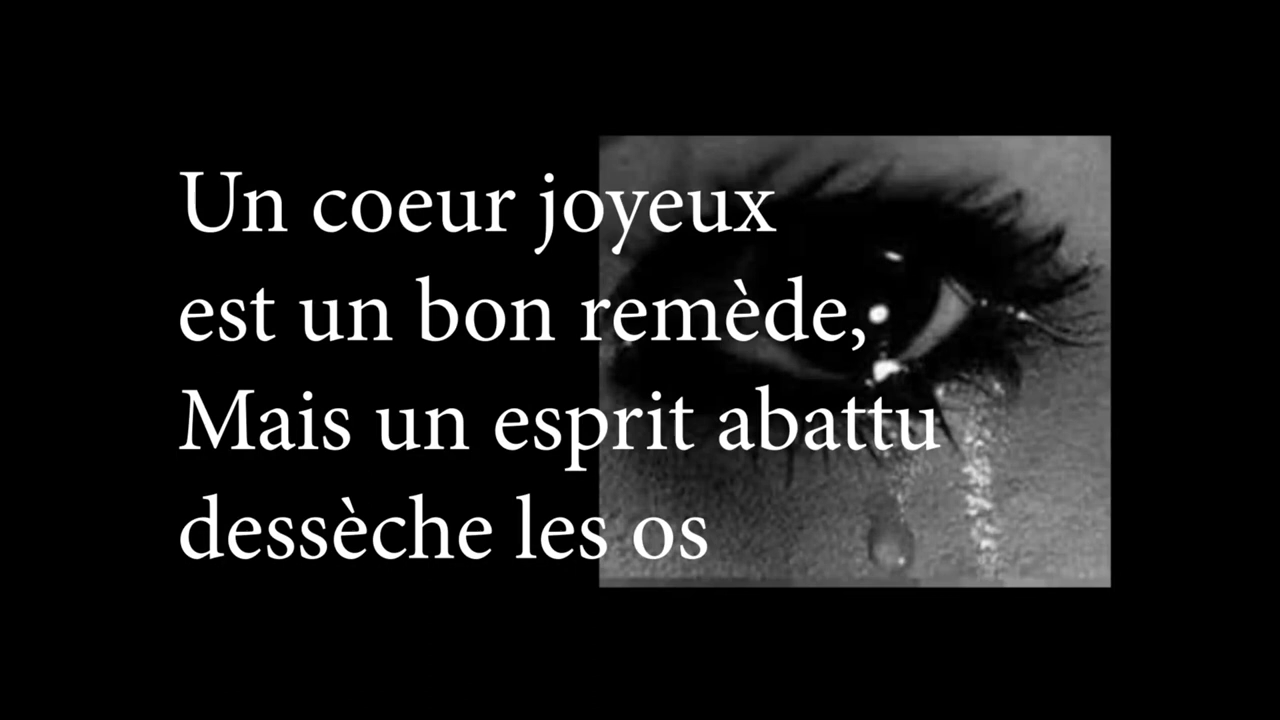 Un coeur joyeux
est un bon remède,
Mais un esprit abattu
dessèche les os